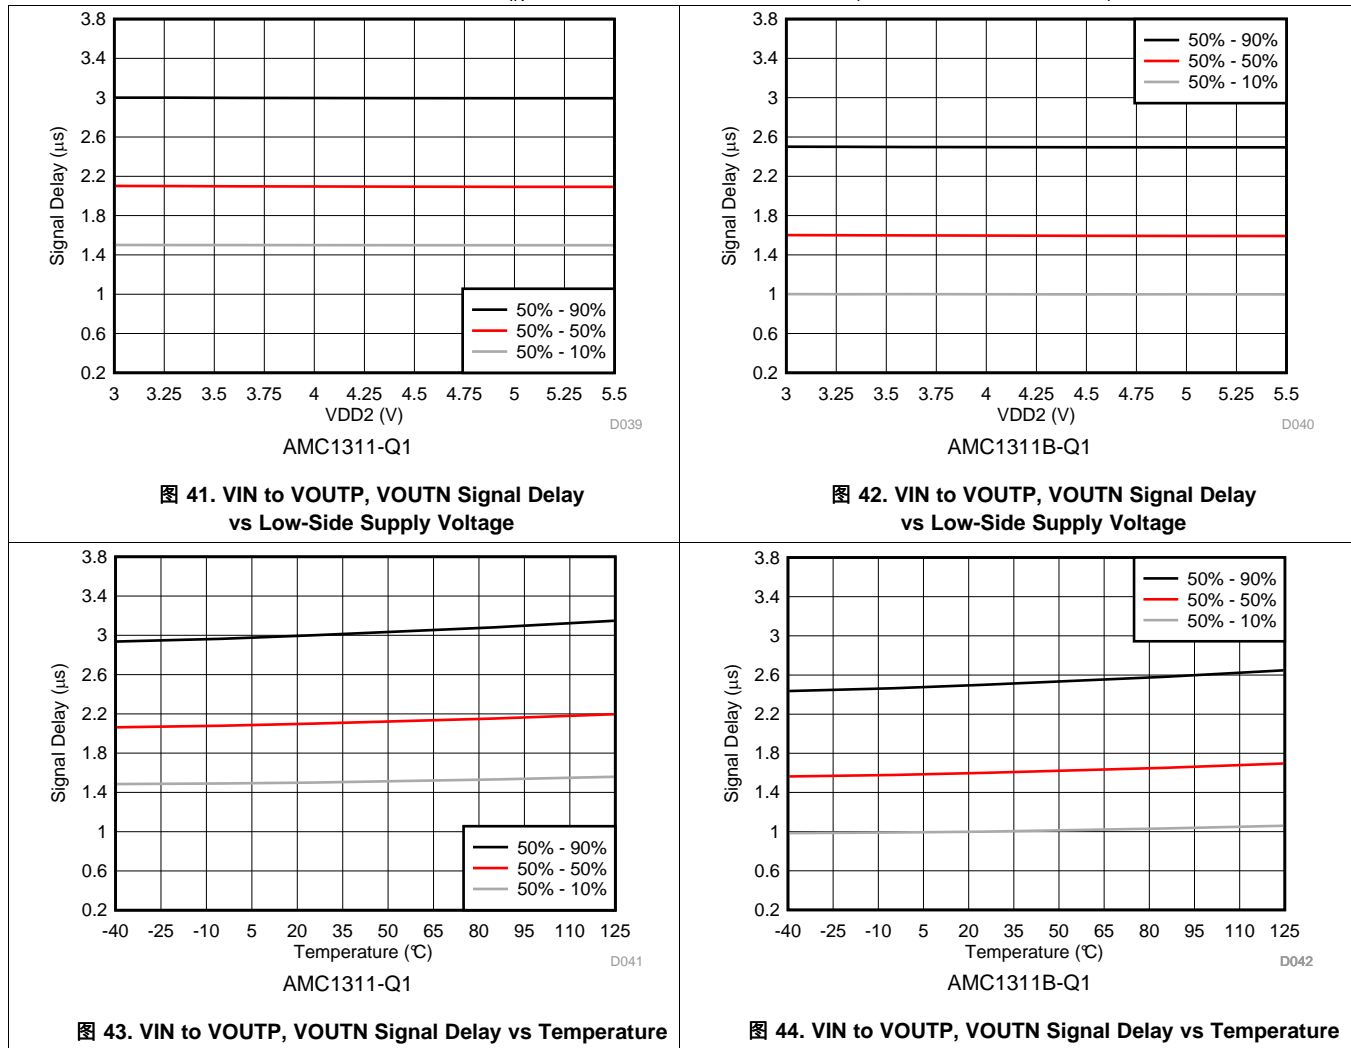 3.8
3.4
3
2.6
2.2
1.8
1.4
1
0.6
0.2
Signal Delay (μs)
50% - 90%
50% - 50%
50% - 10%
3 3.25 3.5 3.75 4 4.25 4.5 4.75 5 5.25 5.5
VDD2 (V)
D039
AMC1311-Q1
图 41. VIN to VOUTP, VOUTN Signal Delay
vs Low-Side Supply Voltage
3.8
3.4
3
2.6
2.2
1.8
1.4
1
0.6
0.2
Signal Delay (μs)
50% - 90%
50% - 50%
50% - 10%
3 3.25 3.5 3.75 4 4.25 4.5 4.75 5 5.25 5.5
VDD2 (V)
D040
AMC1311B-Q1
图 42. VIN to VOUTP, VOUTN Signal Delay
vs Low-Side Supply Voltage
3.8
3.4
3
2.6
2.2
1.8
1.4
1
0.6
0.2
Signal Delay (μs)
50% - 90%
50% - 50%
50% - 10%
-40 -25 -10 5 20 35 50 65 80 95 110 125
Temperature (°C)
D041
AMC1311-Q1
图 43. VIN to VOUTP, VOUTN Signal Delay vs Temperature
3.8
3.4
3
2.6
2.2
1.8
1.4
1
0.6
0.2
Signal Delay (μs)
50% - 90%
50% - 50%
50% - 10%
-40 -25 -10 5 20 35 50 65 80 95 110 125
Temperature (°C)
D042
AMC1311B-Q1
图 44. VIN to VOUTP, VOUTN Signal Delay vs Temperature